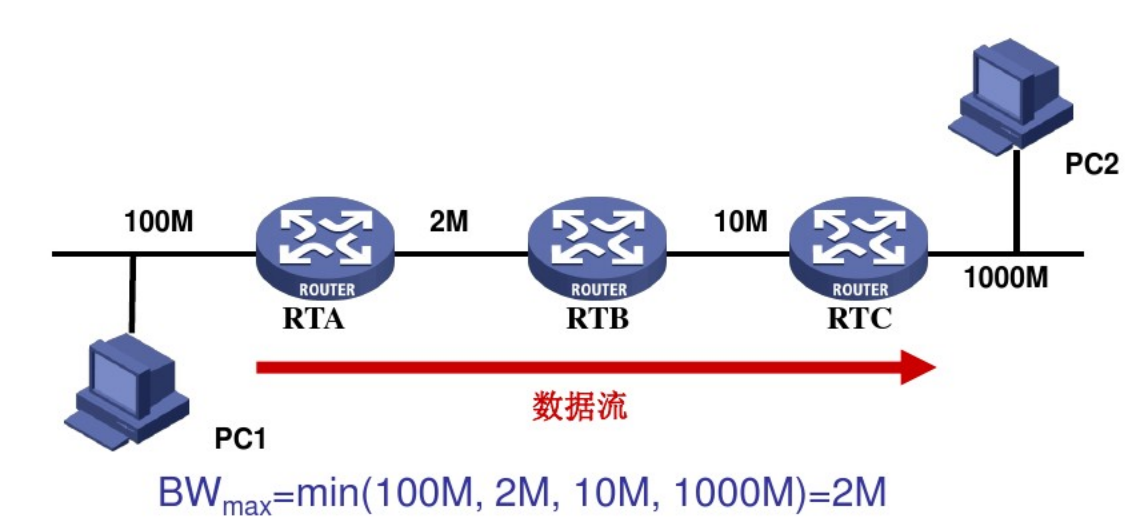 PC2
100M
2M
10M
1000M
ROUTER
ROUTER
ROUTER
RTA
RTB
RTC
数据流
PC1
BWmax=min(100M, 2M, 10M, 1000M)=2M